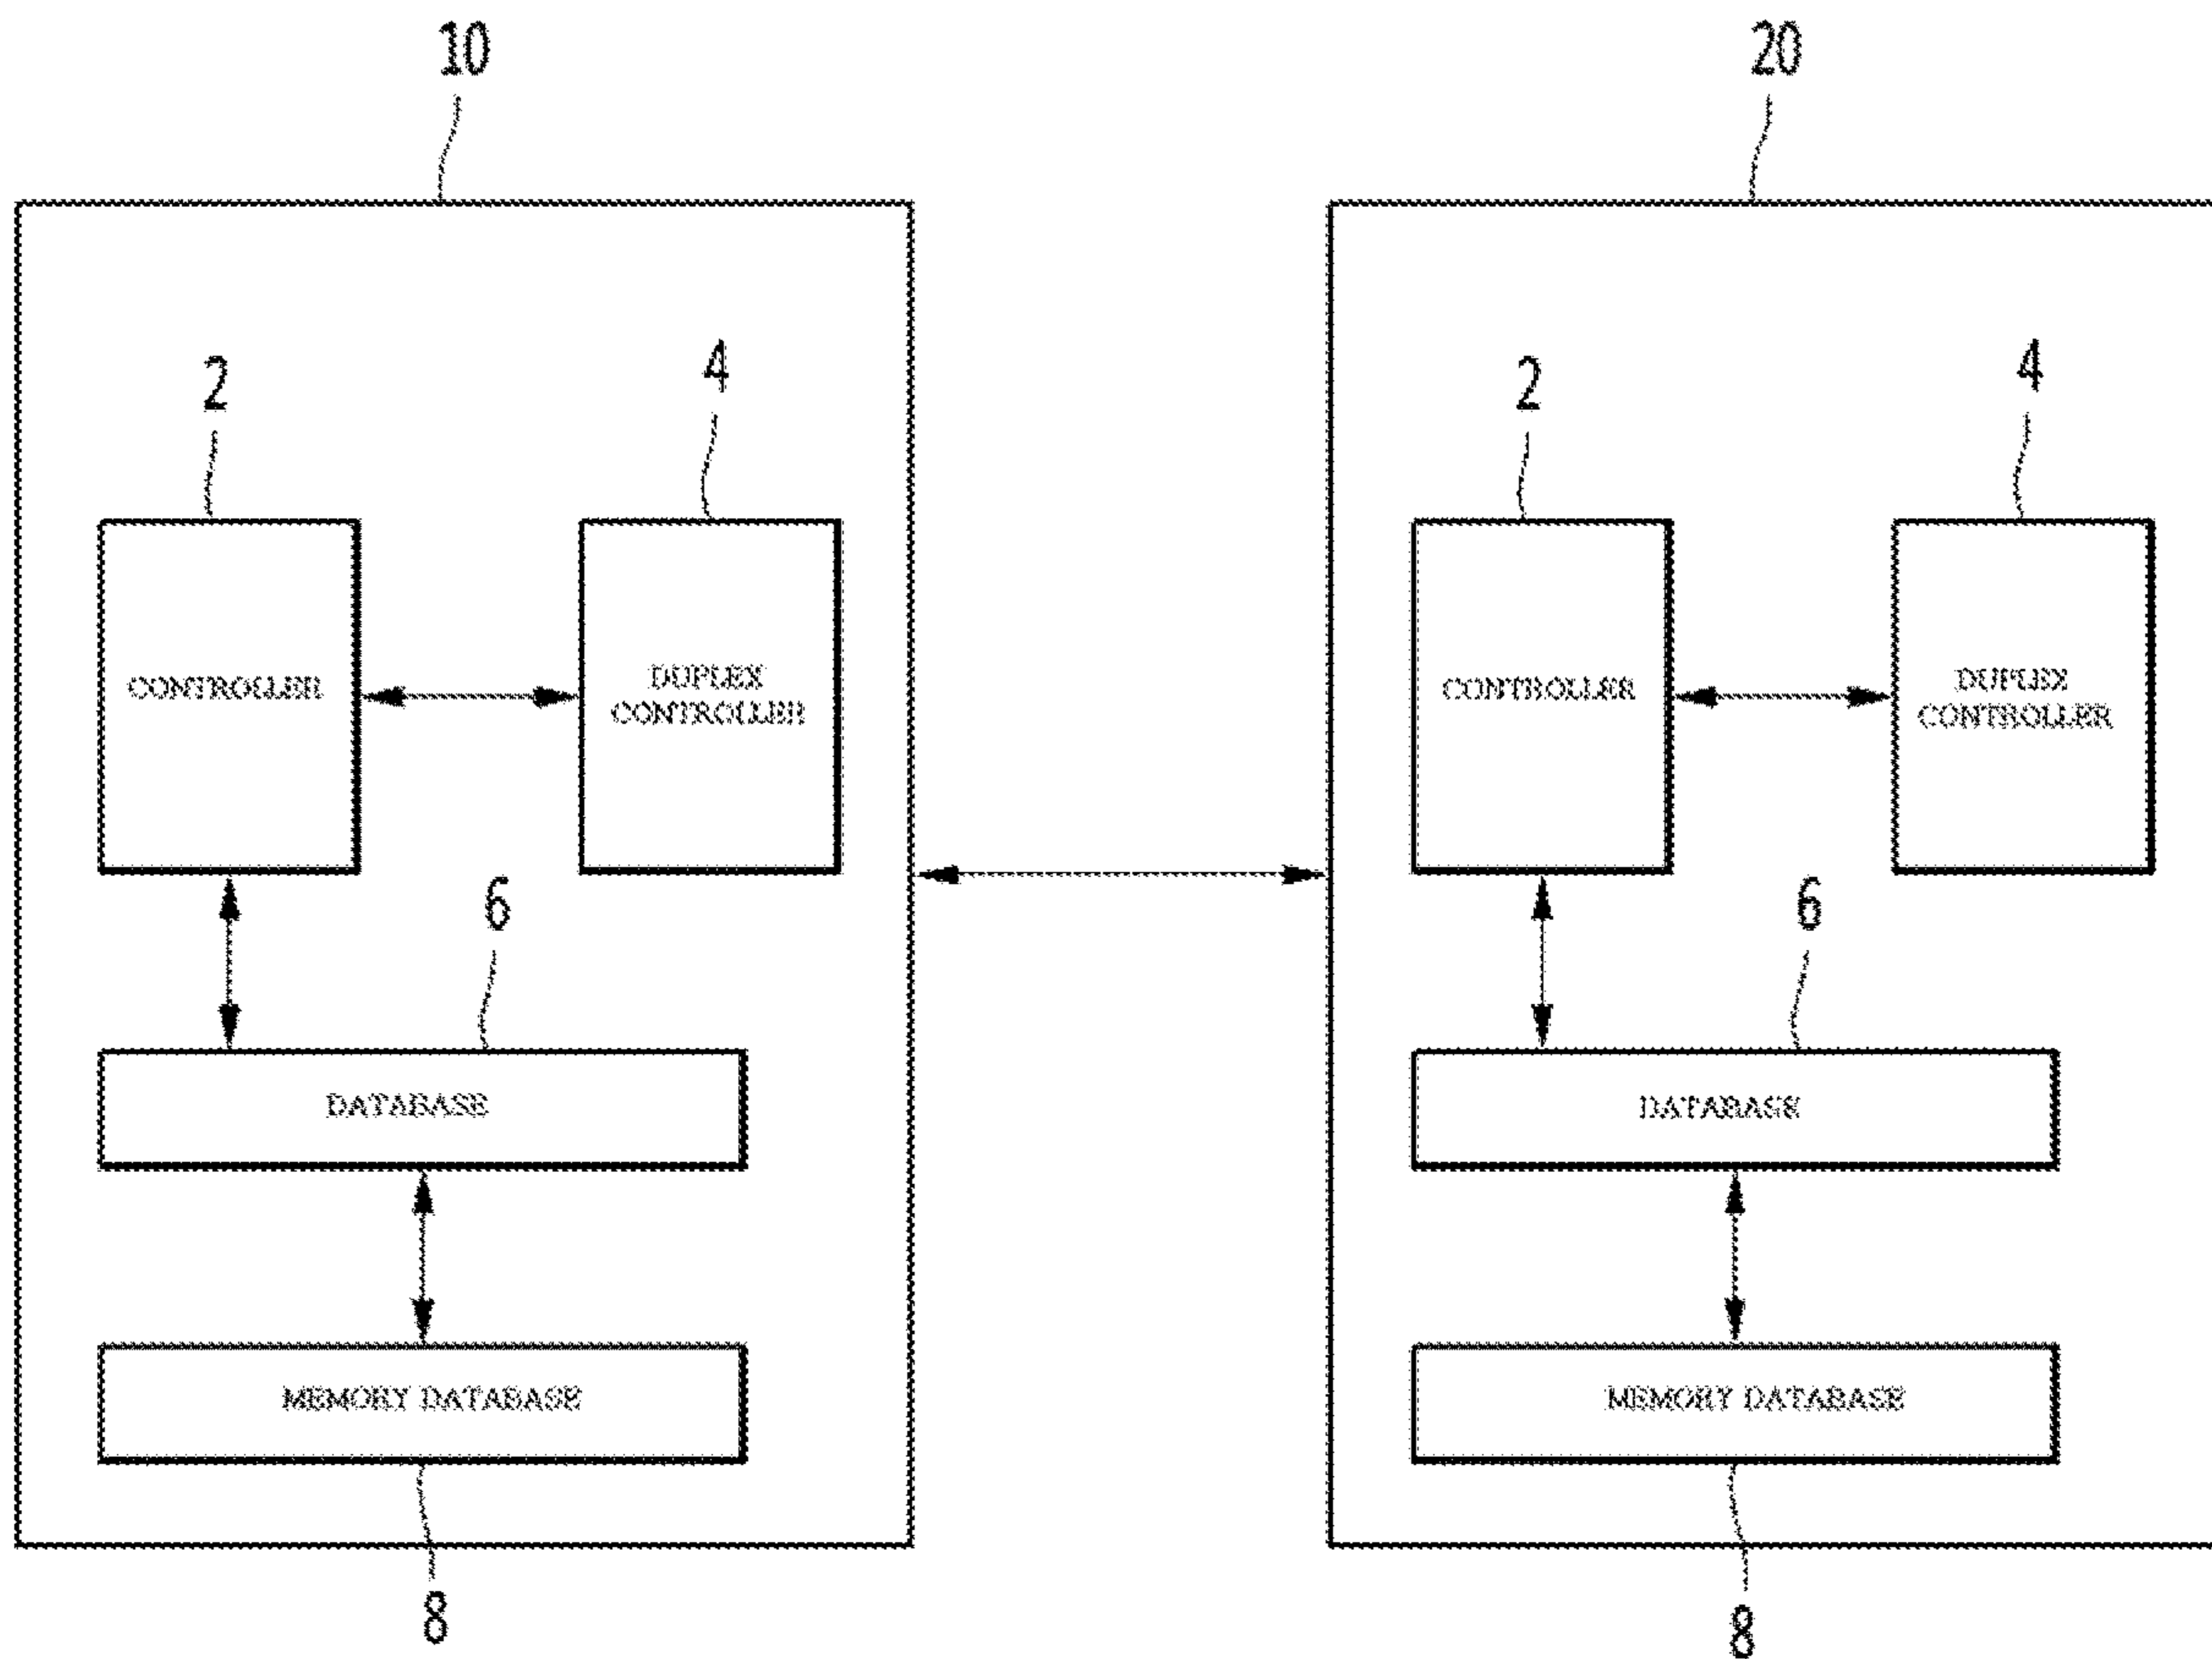 10
20
2
4
2
4
CONTROLLER
DUPLEX
CONTROLLER
CONTROLLER
DUPLEX
CONTROLLER
6
6
DATABASE
DATABASE
MEMORY DATABASE
MEMORY DATABASE
8
8